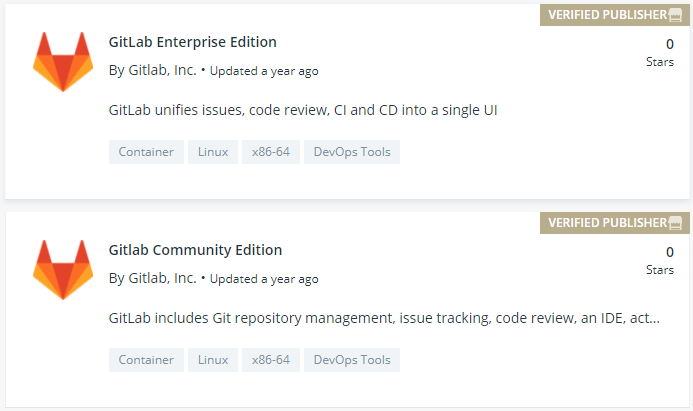 VERIFIED PUBLISHER
GitLab Enterprise Edition
0
By Gitlab, Inc. • Updated a year ago
Stars
GitLab unifies issues, code review, CI and CD into a single UI
Container Linux x86-64 DevOps Tools
VERIFIED PUBLISHER
Gitlab Community Edition
0
By Gitlab, Inc. • Updated a year ago
Stars
GitLab includes Git repository management, issue tracking, code review, an IDE, act...
Container Linux x86-64 DevOps Tools